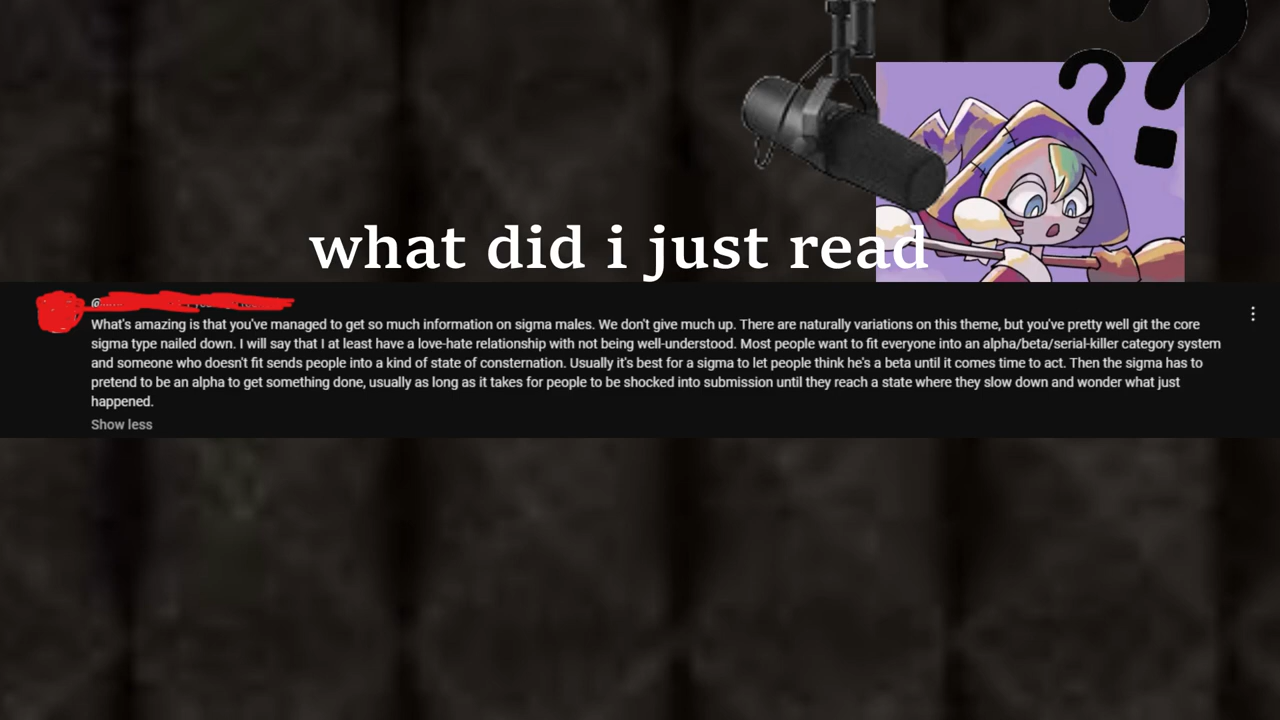 ??
what did i just read
@
What's amazing is that you've managed to get so much information on sigma males. We don't give much up. There are naturally variations on this theme, but you've pretty well git the core
sigma type nailed down. I will say that I at least have a love-hate relationship with not being well-understood. Most people want to fit everyone into an alpha/beta/serial-killer category system
and someone who doesn't fit sends people into a kind of state of consternation. Usually it's best for a sigma to let people think he's a beta until it comes time to act. Then the sigma has to
pretend to be an alpha to get something done, usually as long as it takes for people to be shocked into submission until they reach a state where they slow down and wonder what just
happened.
Show less